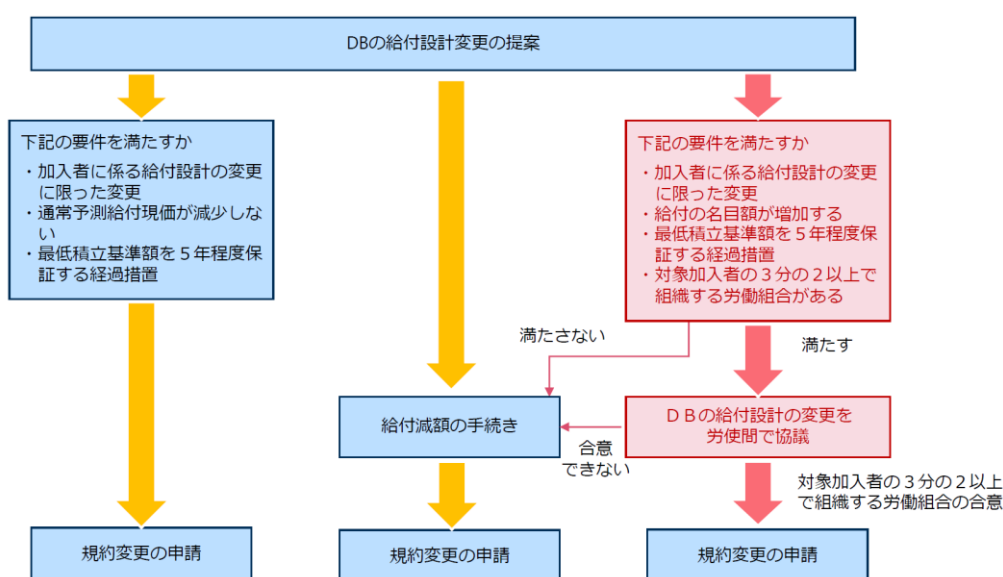 DBの給付設計変更の提案
下記の要件を満たすか
・加入者に係る給付設計の変更
に限った変更
・通常予測給付現価が減少しな
い
・最低積立基準額を５年程度保
証する経過措置
下記の要件を満たすか
・加入者に係る給付設計の変更
に限った変更
・給付の名目額が増加する
・最低積立基準額を５年程度保
証する経過措置
・対象加入者の３分の２以上で
組織する労働組合がある
満たさない
満たす
給付減額の手続き
ＤＢの給付設計の変更を
労使間で協議
合意
できない
対象加入者の３分の２以上
で組織する労働組合の合意
規約変更の申請
規約変更の申請
規約変更の申請